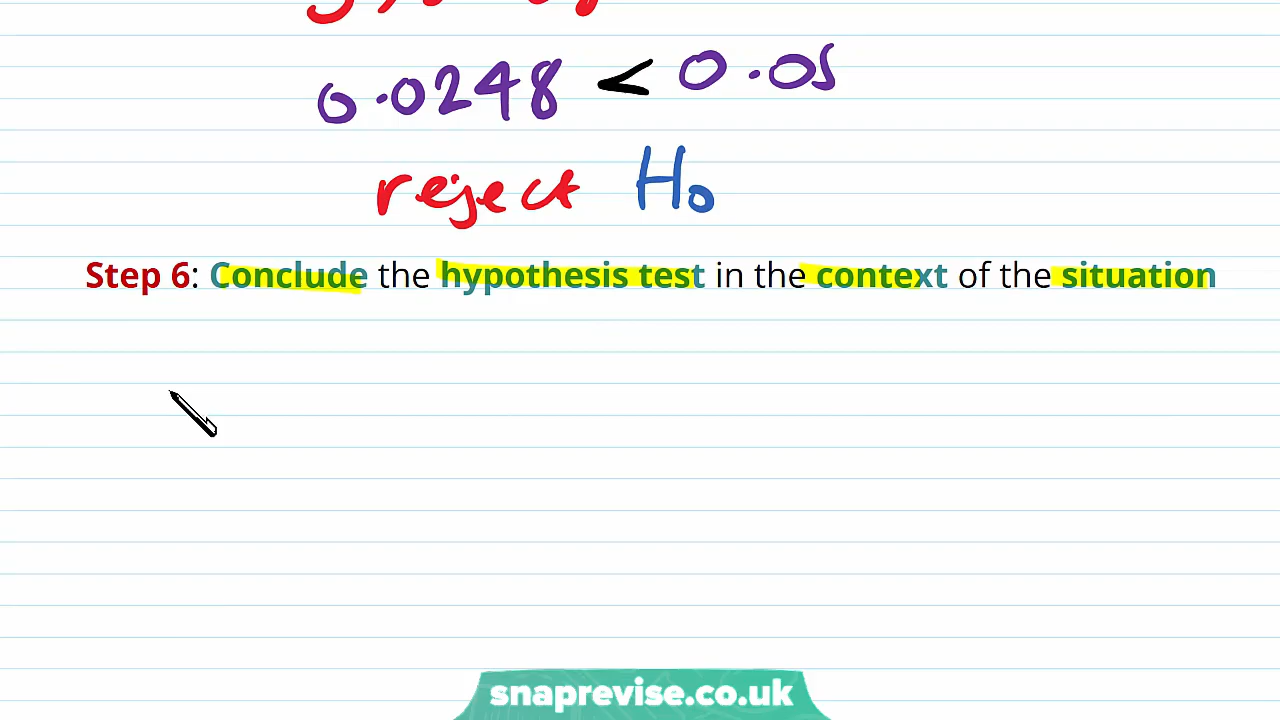 0.0248 < 0.05
reject H₀
Step 6: Conclude the hypothesis test in the context of the situation
snaprevise.co.uk